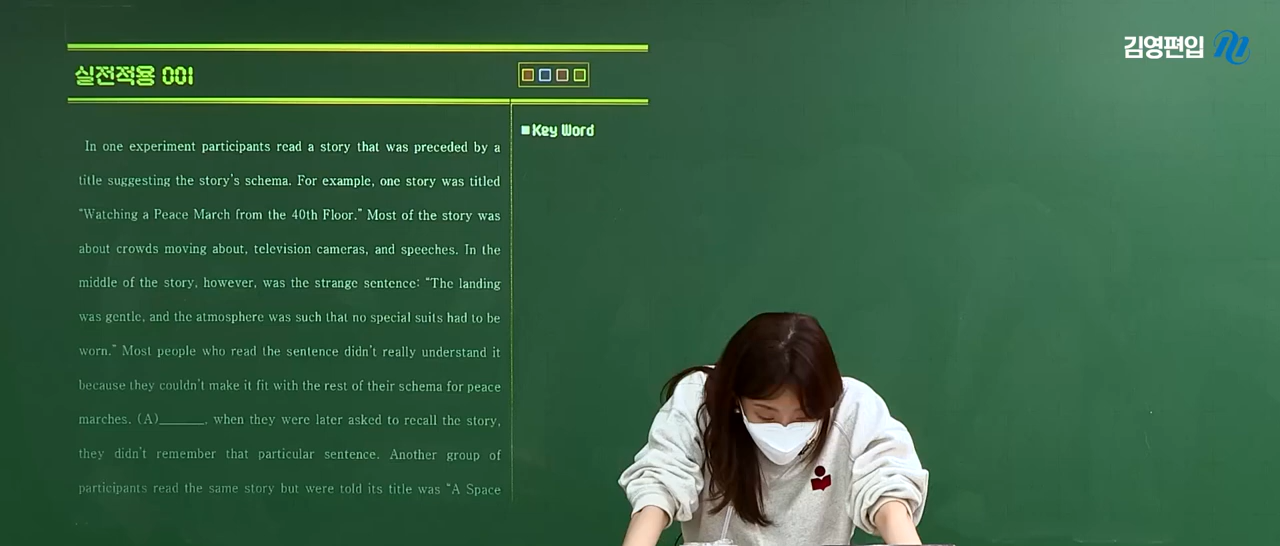 김영편입
실전적용 001
■Key Word
In one experiment participants read a story that was preceded by a
title suggesting the story's schema. For example, one story was titled
“Watching a Peace March from the 40th Floor.” Most of the story was
about crowds moving about, television cameras, and speeches. In the
middle of the story, however, was the strange sentence: “The landing
was gentle, and the atmosphere was such that no special suits had to be
worn.” Most people who read the sentence didn't really understand it
because they couldn't make it fit with the rest of their schema for peace
marches. (A)______, when they were later asked to recall the story,
they didn't remember that particular sentence. Another group of
participants read the same story but were told its title was “A Space